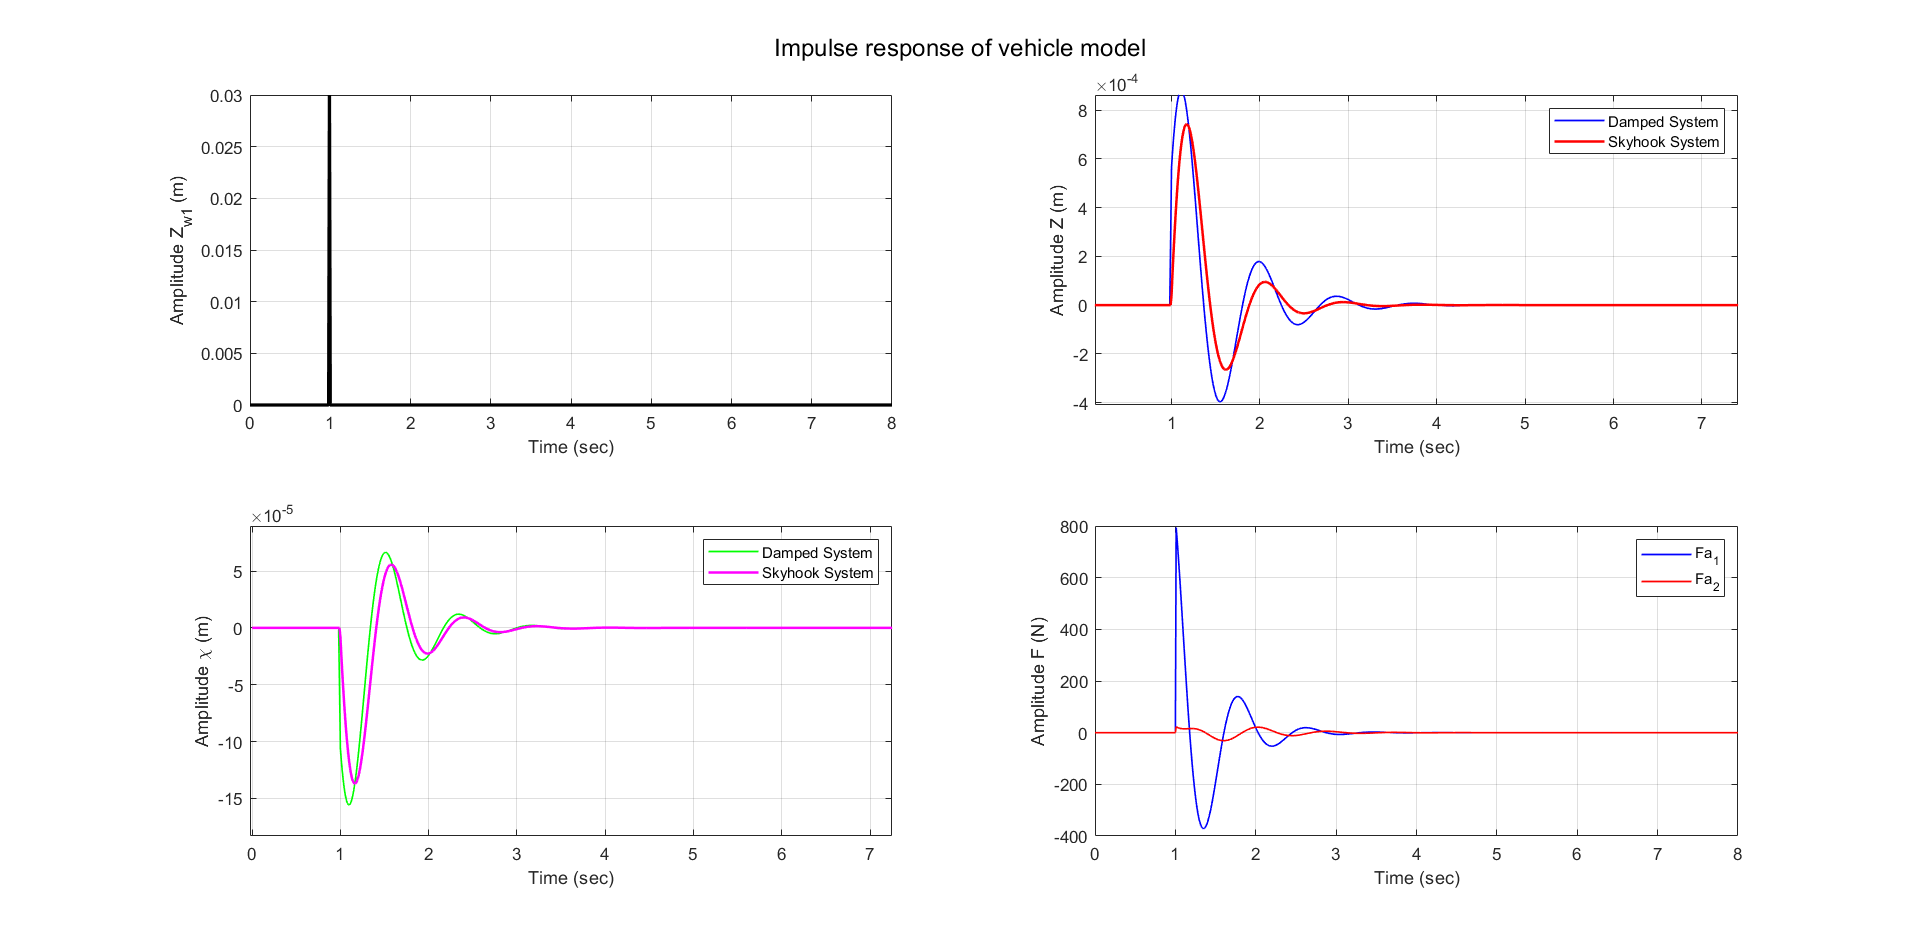 Impulse response of vehicle model
0.03
0.025
0.02
0.015
0.01
0.005
0
Amplitude Z_w1 (m)
0 1 2 3 4 5 6 7 8
Time (sec)
×10^-4
8
6
4
2
0
-2
-4
Amplitude Z (m)
Damped System
Skyhook System
1 2 3 4 5 6 7
Time (sec)
×10^-5
5
0
-5
-10
-15
Amplitude χ (m)
Damped System
Skyhook System
0 1 2 3 4 5 6 7
Time (sec)
800
600
400
200
0
-200
-400
Amplitude F (N)
Fa_1
Fa_2
0 1 2 3 4 5 6 7 8
Time (sec)